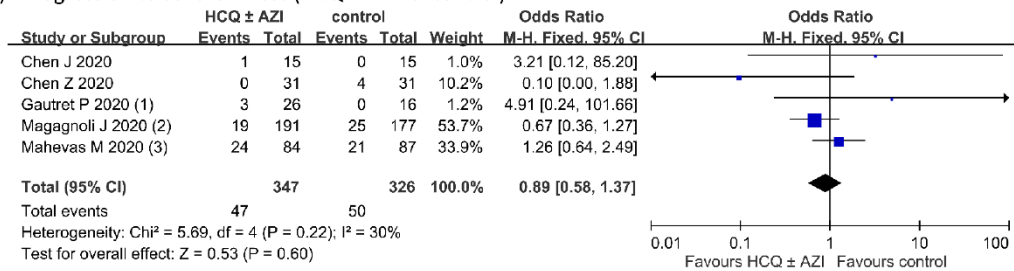 HCQ ± AZI control Odds Ratio Odds Ratio
Study or Subgroup Events Total Events Total Weight M-H. Fixed. 95% CI M-H. Fixed. 95% CI
Chen J 2020 1 15 0 15 1.0% 3.21 [0.12, 85.20]
Chen Z 2020 0 31 4 31 10.2% 0.10 [0.00, 1.88]
Gautret P 2020 (1) 3 26 0 16 1.2% 4.91 [0.24, 101.66]
Magagnoli J 2020 (2) 19 191 25 177 53.7% 0.67 [0.36, 1.27]
Mahevas M 2020 (3) 24 84 21 87 33.9% 1.26 [0.64, 2.49]
Total (95% CI) 347 326 100.0% 0.89 [0.58, 1.37]
Total events 47 50
Heterogeneity: Chi² = 5.69, df = 4 (P = 0.22); I² = 30%
Test for overall effect: Z = 0.53 (P = 0.60)
0.01 0.1 1 10 100
Favours HCQ ± AZI Favours control